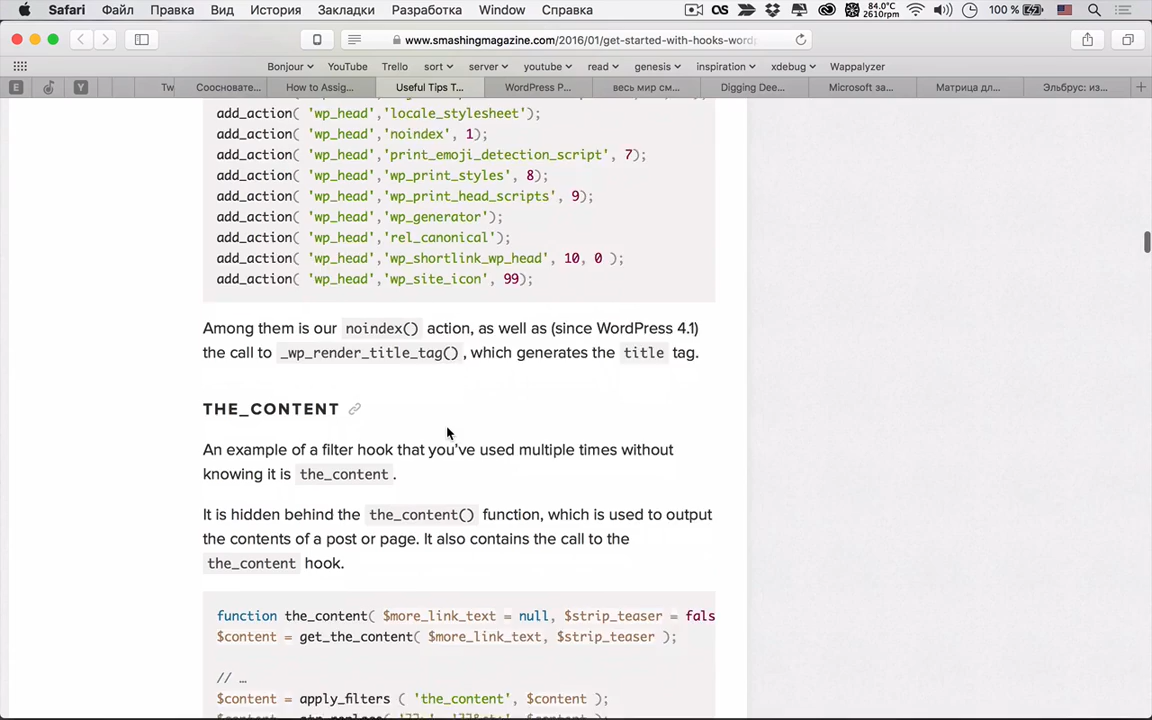 Safari Файл Правка Вид История Закладки Разработка Window Справка 84.0°C 2610rpm 100 %
www.smashingmagazine.com/2016/01/get-started-with-hooks-wordp
Bonjour YouTube Trello sort server youtube read genesis inspiration xdebug Wappalyzer
E Y Tw Сооснователе... How to Assig... Useful Tips T... WordPress P... весь мир см... Digging Dee... Microsoft за... Матрица дл... Эльбрус: из...
add_action( 'wp_head','locale_stylesheet');
add_action( 'wp_head','noindex', 1);
add_action( 'wp_head','print_emoji_detection_script', 7);
add_action( 'wp_head','wp_print_styles', 8);
add_action( 'wp_head','wp_print_head_scripts', 9);
add_action( 'wp_head','wp_generator');
add_action( 'wp_head','rel_canonical');
add_action( 'wp_head','wp_shortlink_wp_head', 10, 0 );
add_action( 'wp_head','wp_site_icon', 99);
Among them is our noindex() action, as well as (since WordPress 4.1)
the call to _wp_render_title_tag(), which generates the title tag.
THE_CONTENT
An example of a filter hook that you've used multiple times without
knowing it is the_content.
It is hidden behind the the_content() function, which is used to output
the contents of a post or page. It also contains the call to the
the_content hook.
function the_content( $more_link_text = null, $strip_teaser = fals
$content = get_the_content( $more_link_text, $strip_teaser );
// …
$content = apply_filters ( 'the_content', $content );